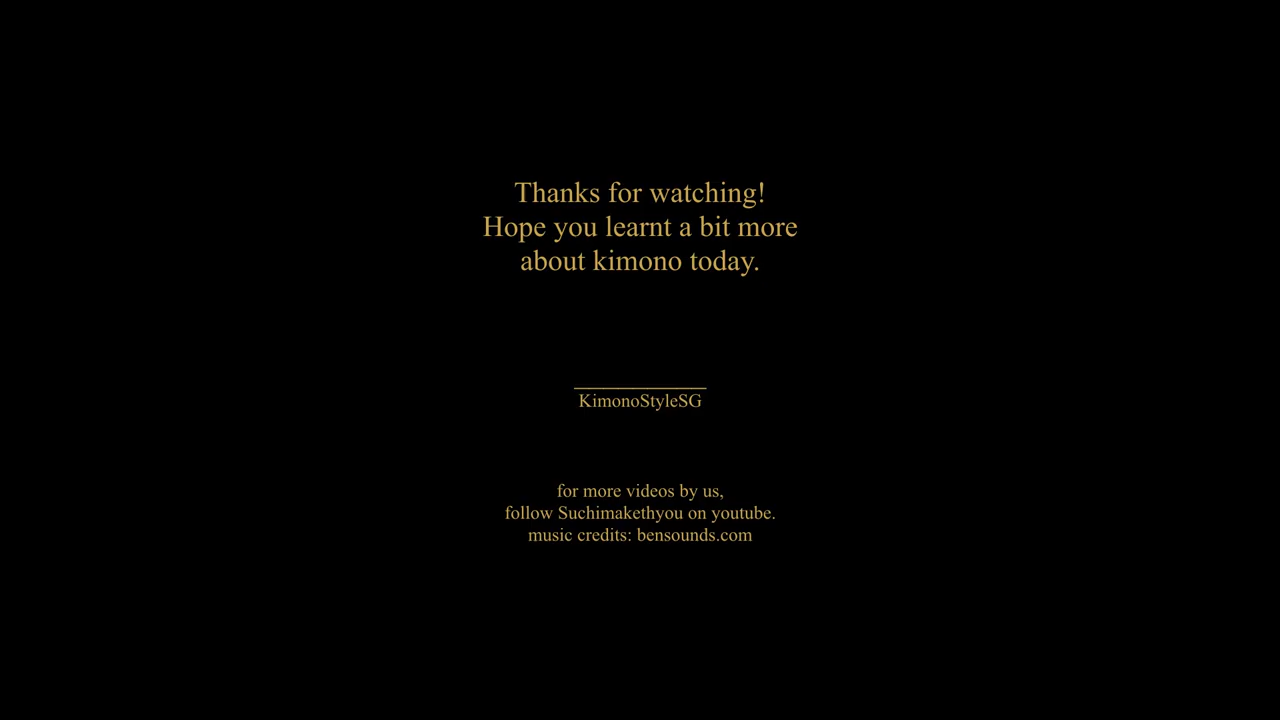 Thanks for watching!
Hope you learnt a bit more
about kimono today.
KimonoStyleSG
for more videos by us,
follow Suchimakethyou on youtube.
music credits: bensounds.com